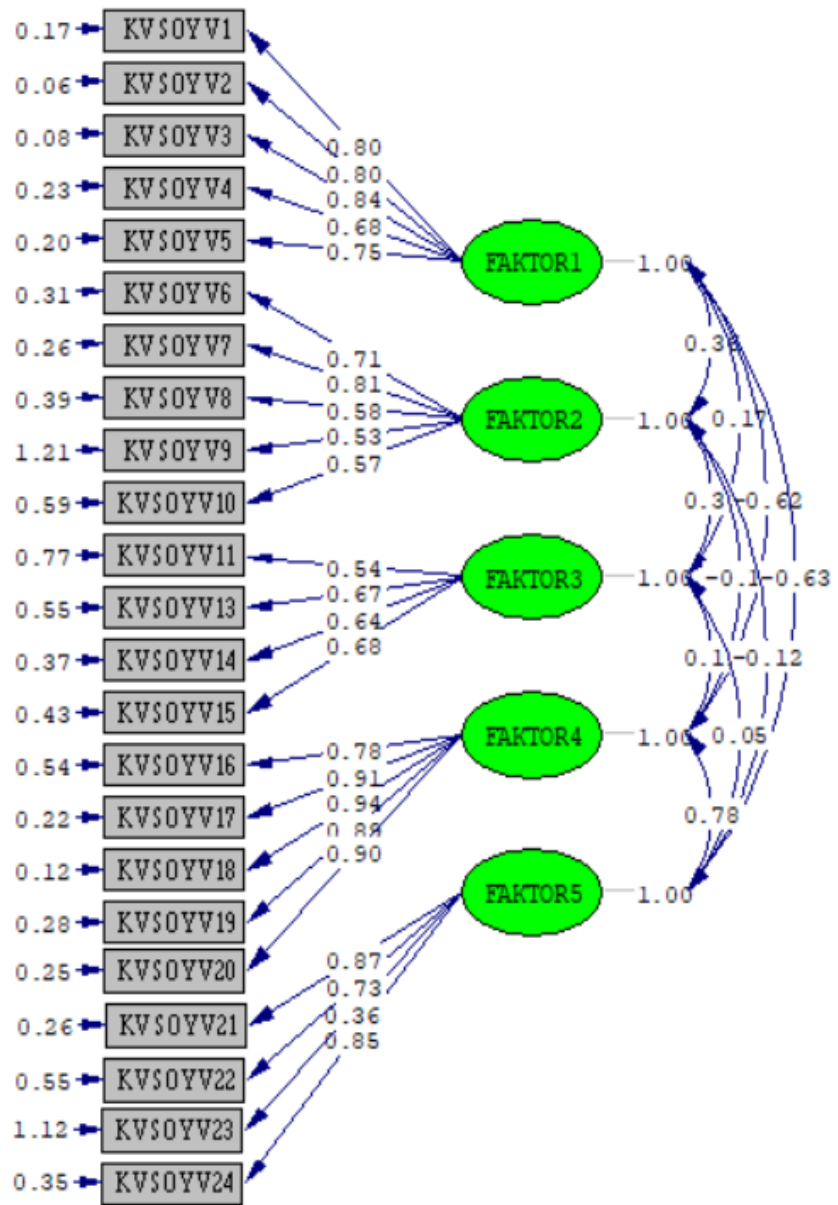 0.17 KVSOYV1
0.06 KVSOYV2
0.08 KVSOYV3
0.23 KVSOYV4
0.20 KVSOYV5
0.31 KVSOYV6
0.26 KVSOYV7
0.39 KVSOYV8
1.21 KVSOYV9
0.59 KVSOYV10
0.77 KVSOYV11
0.55 KVSOYV13
0.37 KVSOYV14
0.43 KVSOYV15
0.54 KVSOYV16
0.22 KVSOYV17
0.12 KVSOYV18
0.28 KVSOYV19
0.25 KVSOYV20
0.26 KVSOYV21
0.55 KVSOYV22
1.12 KVSOYV23
0.35 KVSOYV24
0.80
0.80
0.84
0.68
0.75
0.71
0.81
0.58
0.53
0.57
0.54
0.67
0.64
0.68
0.78
0.91
0.94
0.90
0.87
0.73
0.36
0.85
FAKTOR1 1.00
FAKTOR2 1.00
FAKTOR3 1.00
FAKTOR4 1.00
FAKTOR5 1.00
0.17
-0.62
-0.63
-0.12
0.05
0.78